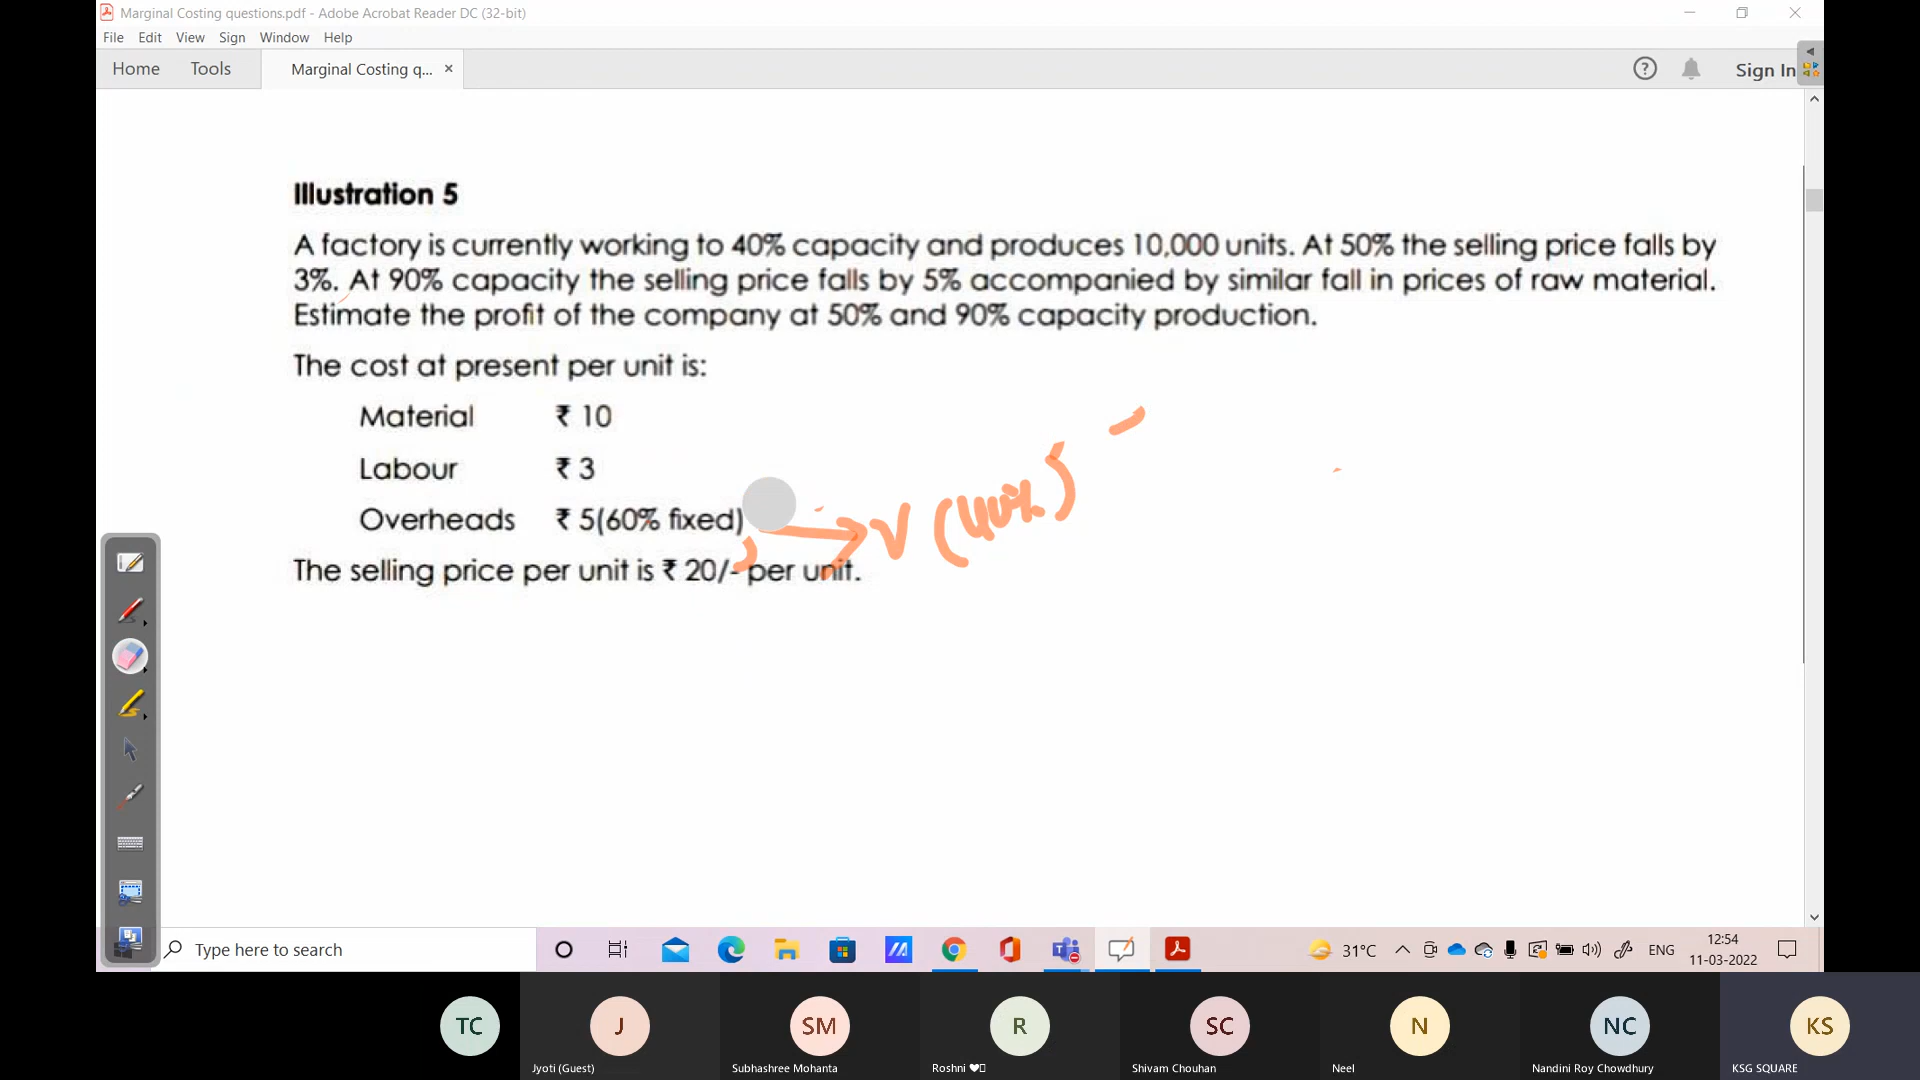 Marginal Costing questions.pdf - Adobe Acrobat Reader DC (32-bit)
File Edit View Sign Window Help
Home Tools Marginal Costing q... × Sign In
Illustration 5
A factory is currently working to 40% capacity and produces 10,000 units. At 50% the selling price falls by
3%. At 90% capacity the selling price falls by 5% accompanied by similar fall in prices of raw material.
Estimate the profit of the company at 50% and 90% capacity production.
The cost at present per unit is:
Material ₹ 10
Labour ₹ 3
Overheads ₹ 5(60% fixed) V (40%)
The selling price per unit is ₹ 20/- per unit.
Type here to search 31°C ENG 12:54
11-03-2022
TC J SM R SC N NC KS
Jyoti (Guest) Subhashree Mohanta Roshni ♥ Shivam Chouhan Neel Nandini Roy Chowdhury KSG SQUARE